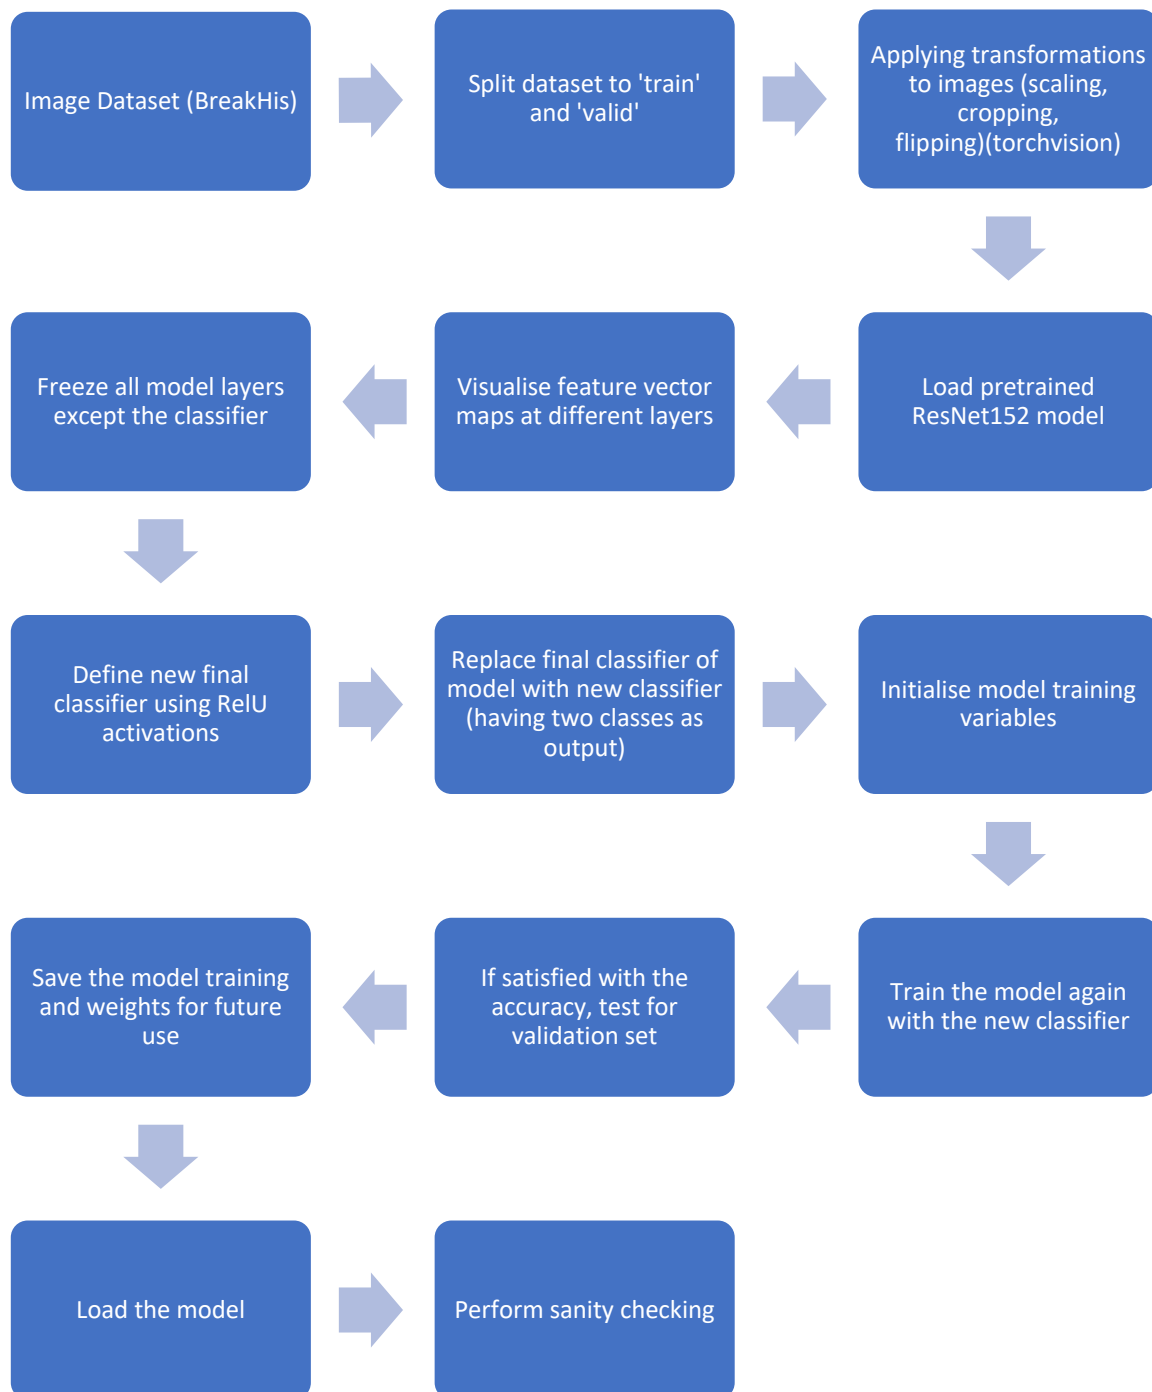 Image Dataset (BreakHis)
Split dataset to 'train'
and 'valid'
Applying transformations
to images (scaling,
cropping,
flipping)(torchvision)
Load pretrained
ResNet152 model
Visualise feature vector
maps at different layers
Freeze all model layers
except the classifier
Define new final
classifier using RelU
activations
Replace final classifier of
model with new classifier
(having two classes as
output)
Initialise model training
variables
Train the model again
with the new classifier
If satisfied with the
accuracy, test for
validation set
Save the model training
and weights for future
use
Load the model
Perform sanity checking